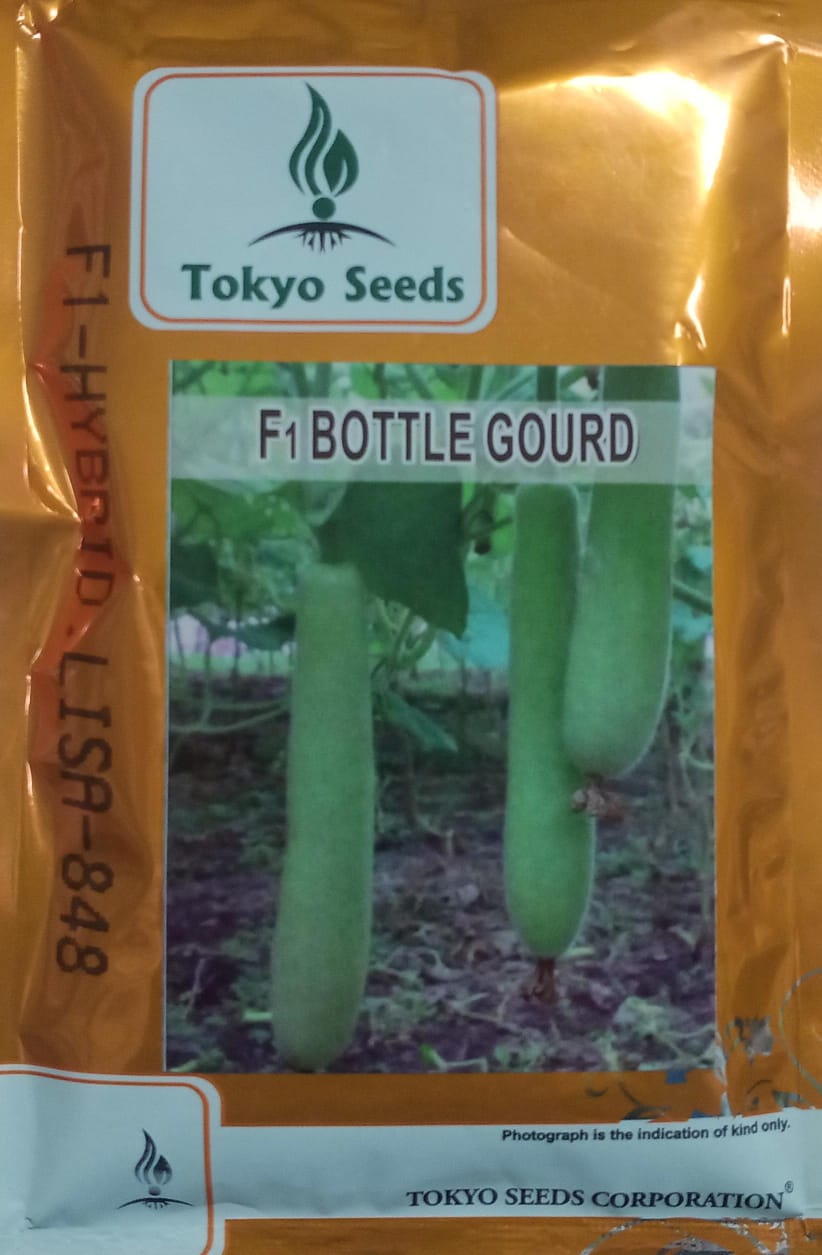 Tokyo Seeds
F1-HYBRID.LISA-848
F1 BOTTLE GOURD
Photograph is the indication of kind only.
TOKYO SEEDS CORPORATION®